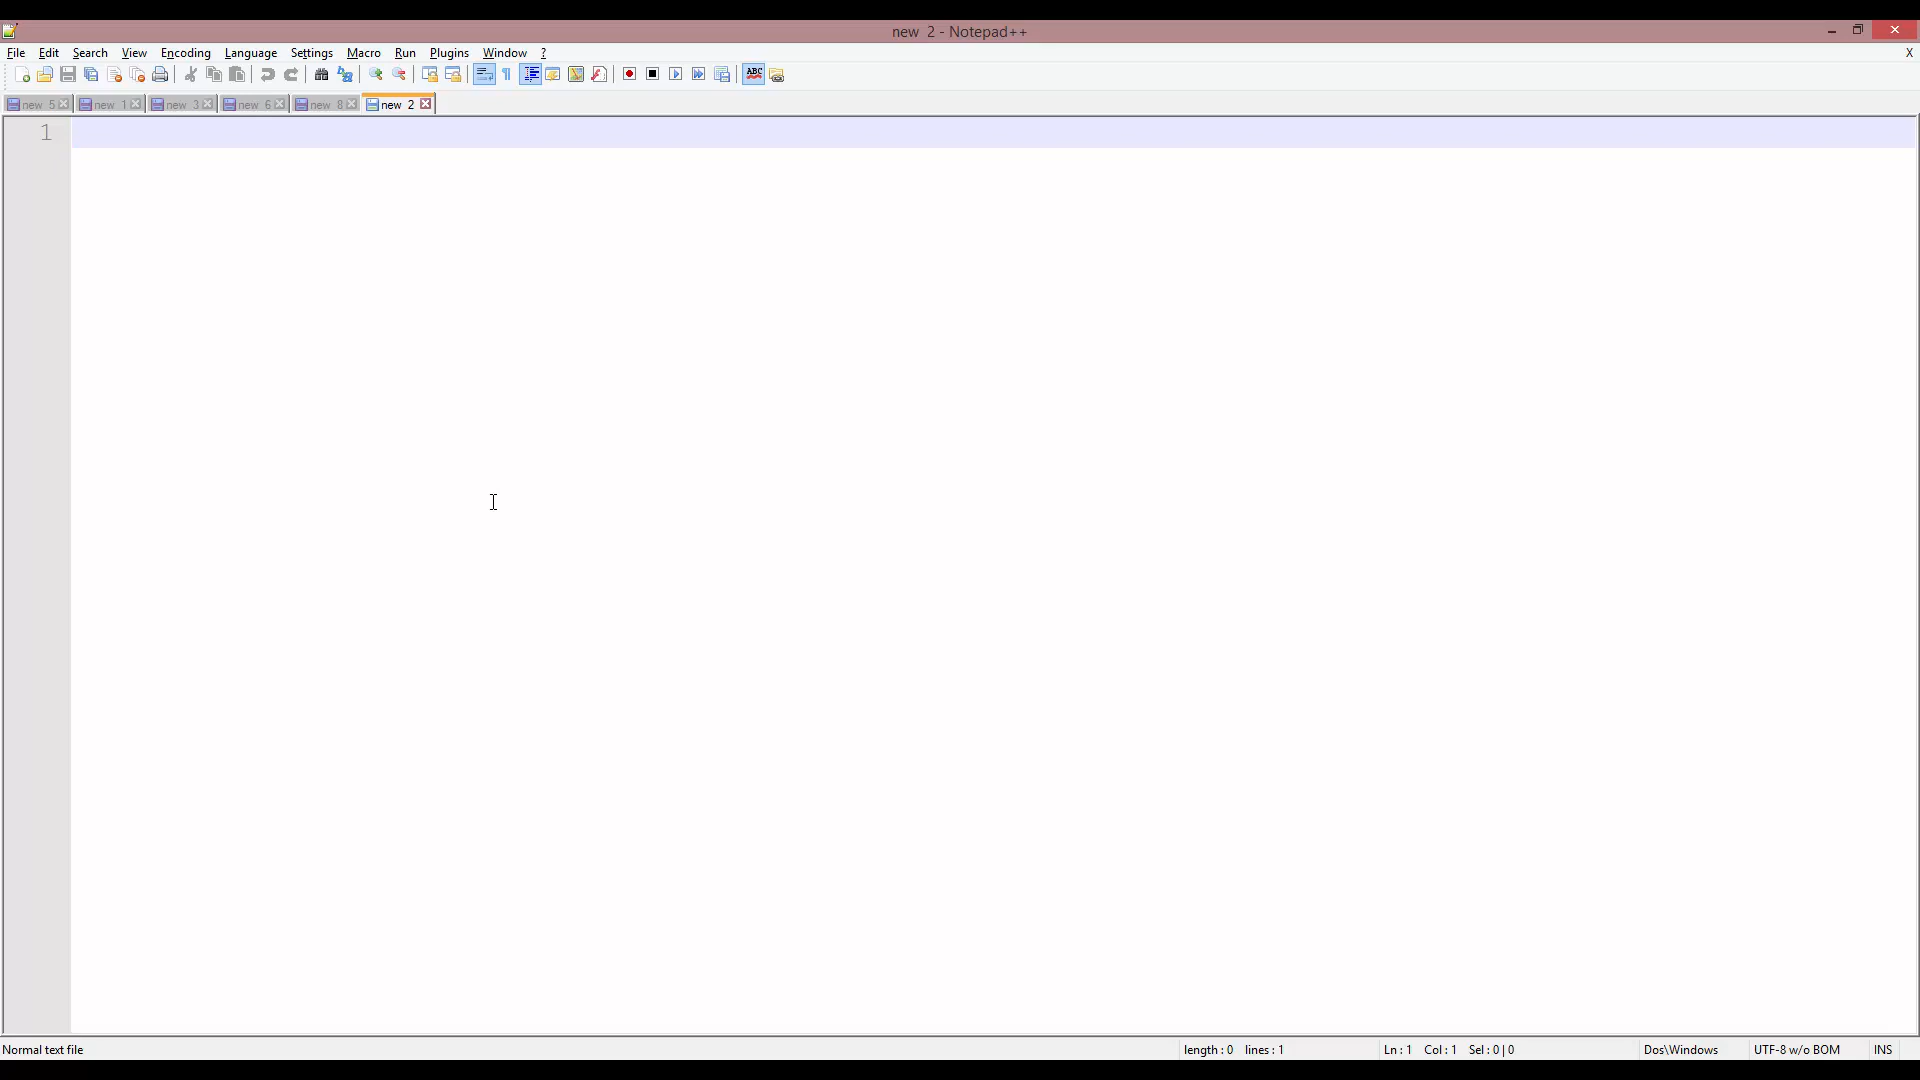 new  2 - Notepad++
File Edit Search View Encoding Language Settings Macro Run Plugins Window ? X
ABC
new  5 new  1 new  3 new  6 new  8 new  2
1
Normal text file length : 0 lines : 1 Ln : 1 Col : 1 Sel : 0 | 0 Dos\Windows UTF-8 w/o BOM INS